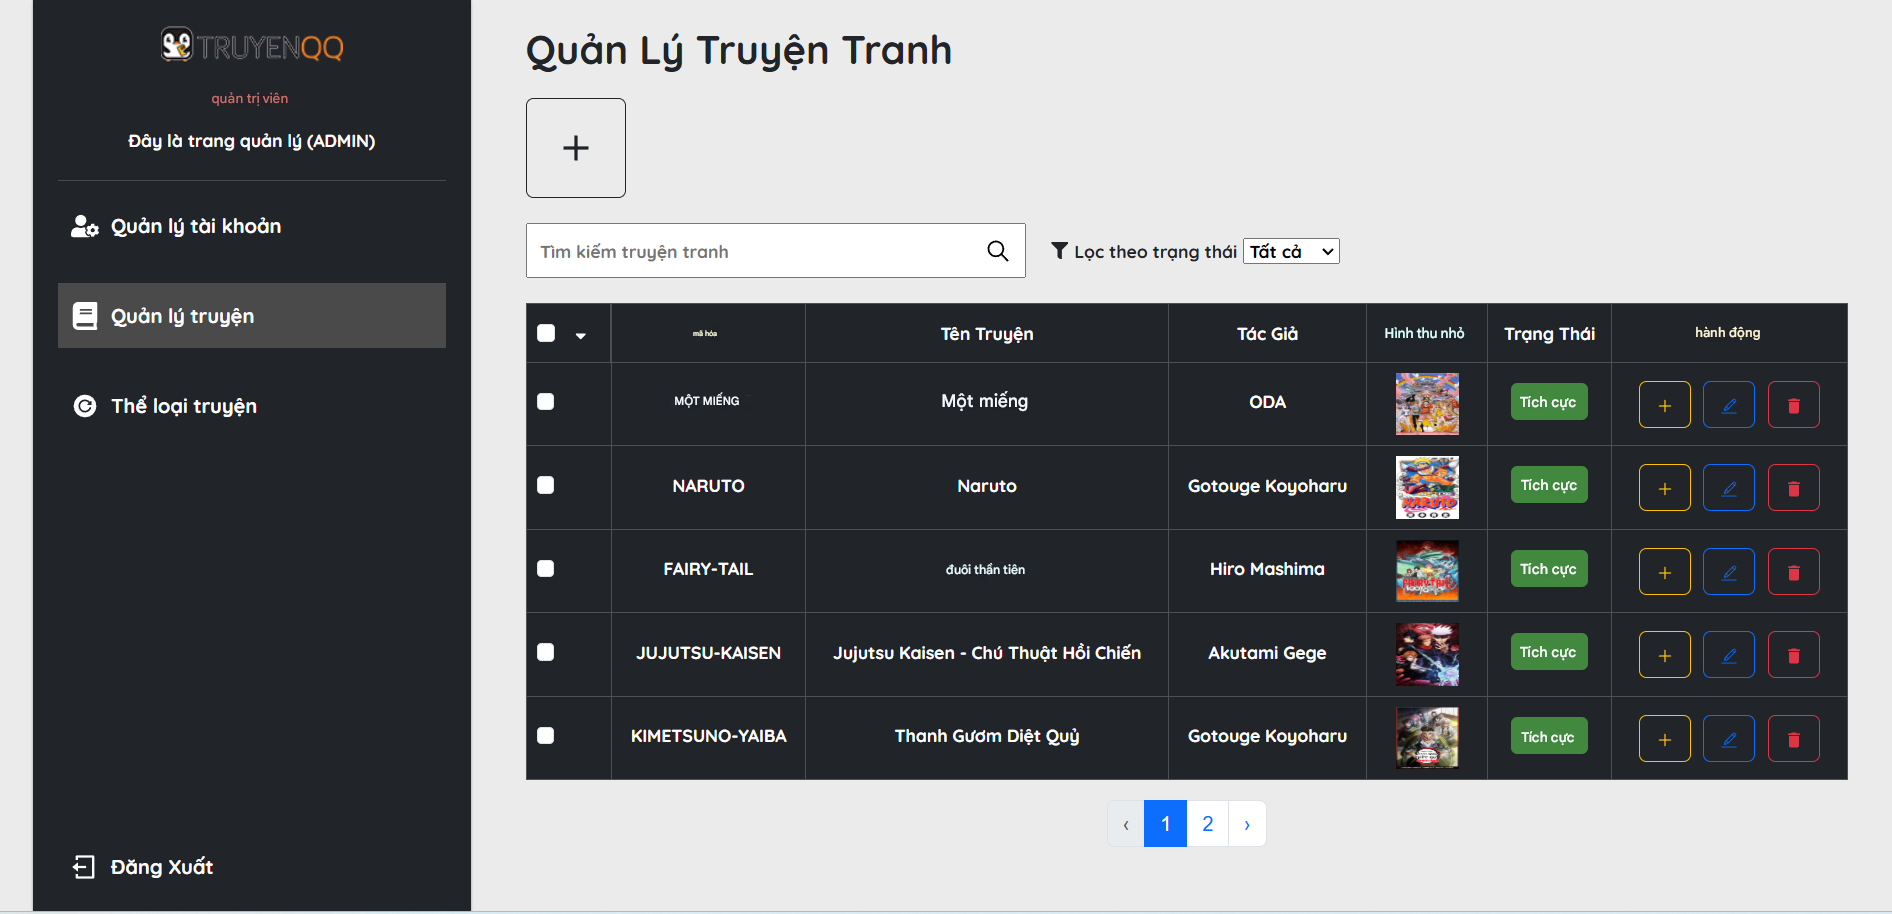 TRUYENQQ
quản trị viên
Đây là trang quản lý (ADMIN)
Quản lý tài khoản
Quản lý truyện
Thể loại truyện
Đăng Xuất
Quản Lý Truyện Tranh
Tìm kiếm truyện tranh
Lọc theo trạng thái Tất cả
mã hóa Tên Truyện Tác Giả Hình thu nhỏ Trạng Thái hành động
MỘT MIẾNG Một miếng ODA Tích cực
NARUTO Naruto Gotouge Koyoharu NARUTO Tích cực
FAIRY-TAIL đuôi thần tiên Hiro Mashima FAIRY TAIL Tích cực
JUJUTSU-KAISEN Jujutsu Kaisen - Chú Thuật Hồi Chiến Akutami Gege Tích cực
KIMETSUNO-YAIBA Thanh Gươm Diệt Quỷ Gotouge Koyoharu Tích cực
‹ 1 2 ›